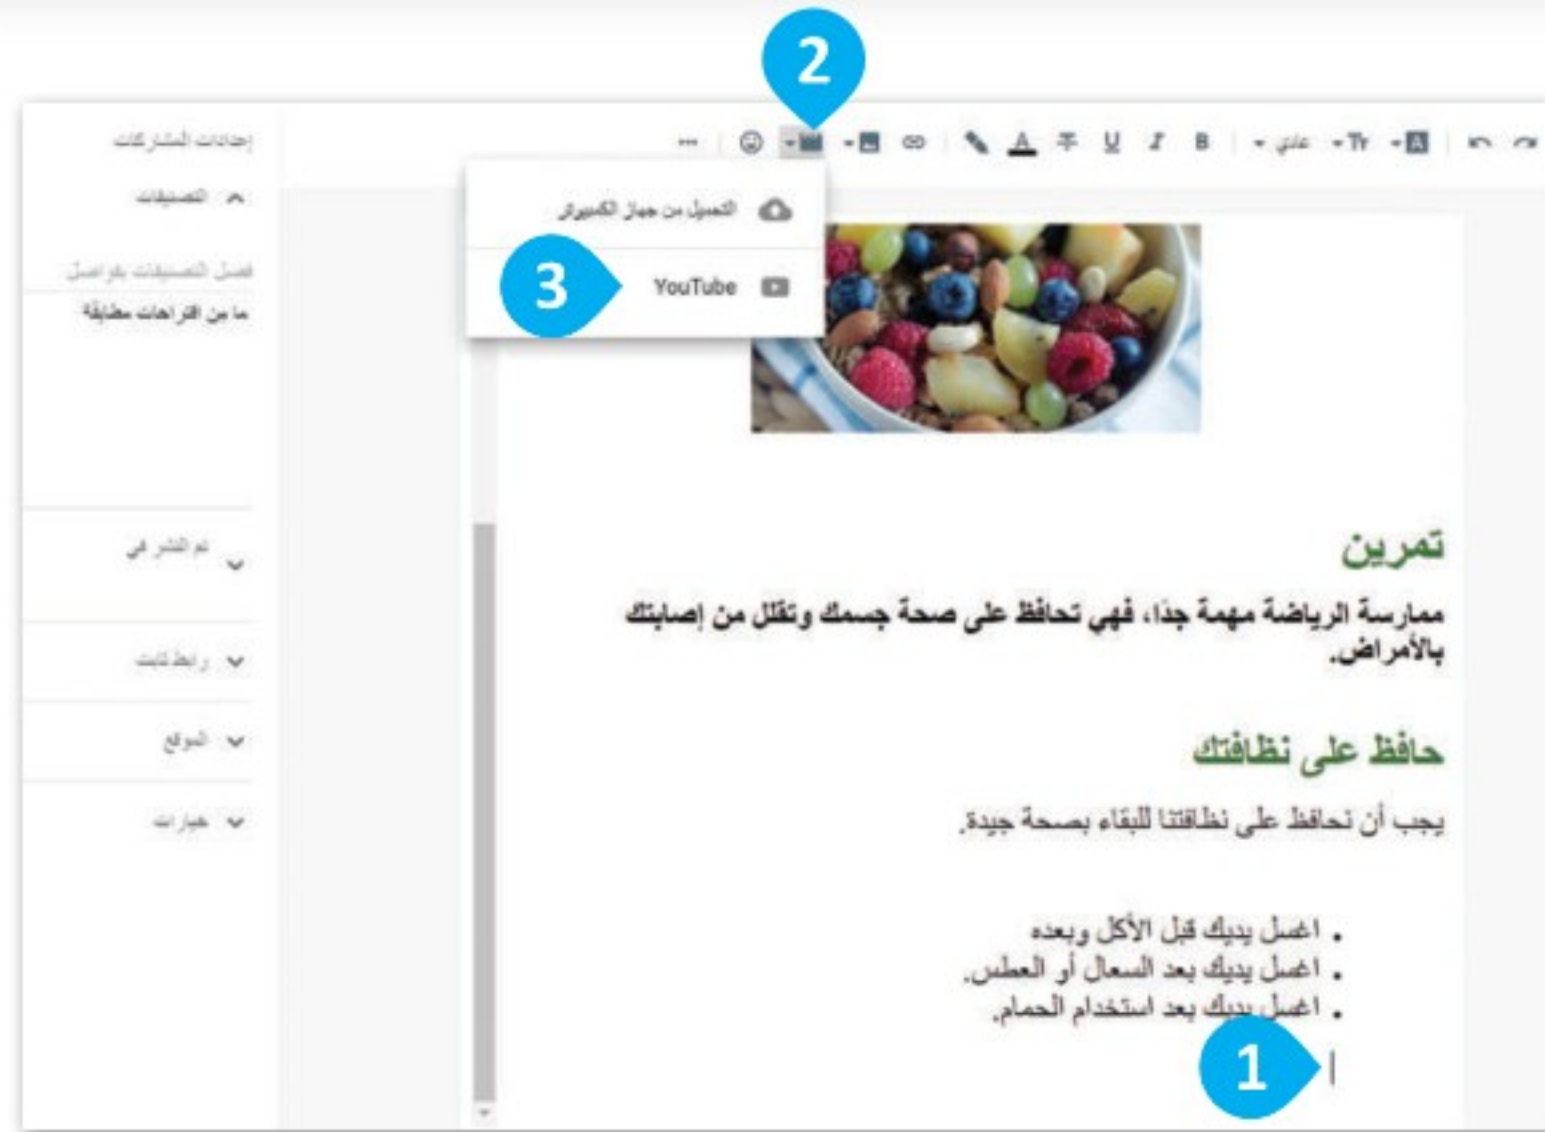 2
إعدادات المشاركات
التصنيفات
فصل التصنيفات بفواصل
ما من اقتراحات مطابقة
تم النشر في
رابط ثابت
الموقع
خيارات
عادي
التحميل من جهاز الكمبيوتر
3
YouTube
تمرين
ممارسة الرياضة مهمة جدًا، فهي تحافظ على صحة جسمك وتقلل من إصابتك
بالأمراض.
حافظ على نظافتك
يجب أن نحافظ على نظافتنا للبقاء بصحة جيدة.
• اغسل يديك قبل الأكل وبعده
• اغسل يديك بعد السعال أو العطس.
• اغسل يديك بعد استخدام الحمام.
1